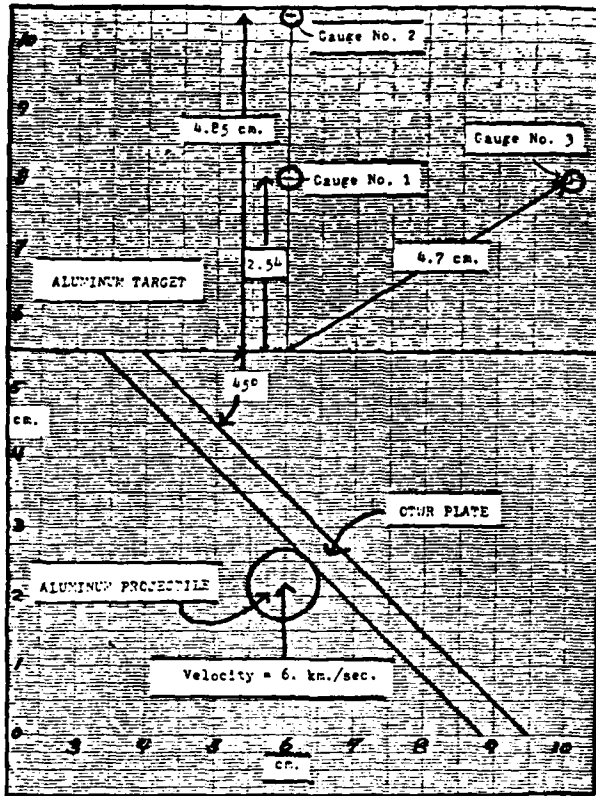 10
Gauge No. 2
9
4.85 cm.
Gauge No. 3
8
Gauge No. 1
7
2.54
4.7 cm.
ALUMINUM TARGET
6
5
45°
cm.
4
3
OTWR PLATE
ALUMINUM PROJECTILE
2
1
Velocity = 6. km./sec.
0
3 4 5 6 7 8 9 10
cm.